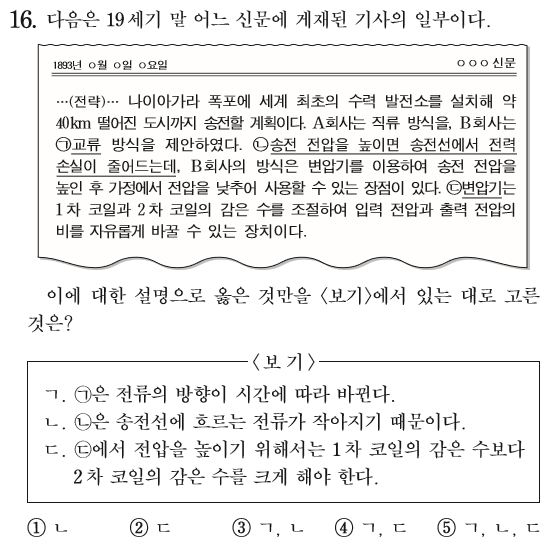 16. 다음은 19세기 말 어느 신문에 게재된 기사의 일부이다.
1893년 ○월 ○일 ○요일 ○○○ 신문
…(전략)… 나이아가라 폭포에 세계 최초의 수력 발전소를 설치해 약
40km 떨어진 도시까지 송전할 계획이다. A회사는 직류 방식을, B회사는
㉠교류 방식을 제안하였다. ㉡송전 전압을 높이면 송전선에서 전력
손실이 줄어드는데, B회사의 방식은 변압기를 이용하여 송전 전압을
높인 후 가정에서 전압을 낮추어 사용할 수 있는 장점이 있다. ㉢변압기는
1차 코일과 2차 코일의 감은 수를 조절하여 입력 전압과 출력 전압의
비를 자유롭게 바꿀 수 있는 장치이다.
이에 대한 설명으로 옳은 것만을 <보기>에서 있는 대로 고른
것은?
<보 기>
ㄱ. ㉠은 전류의 방향이 시간에 따라 바뀐다.
ㄴ. ㉡은 송전선에 흐르는 전류가 작아지기 때문이다.
ㄷ. ㉢에서 전압을 높이기 위해서는 1차 코일의 감은 수보다
2차 코일의 감은 수를 크게 해야 한다.
① ㄴ ② ㄷ ③ ㄱ, ㄴ ④ ㄱ, ㄷ ⑤ ㄱ, ㄴ, ㄷ